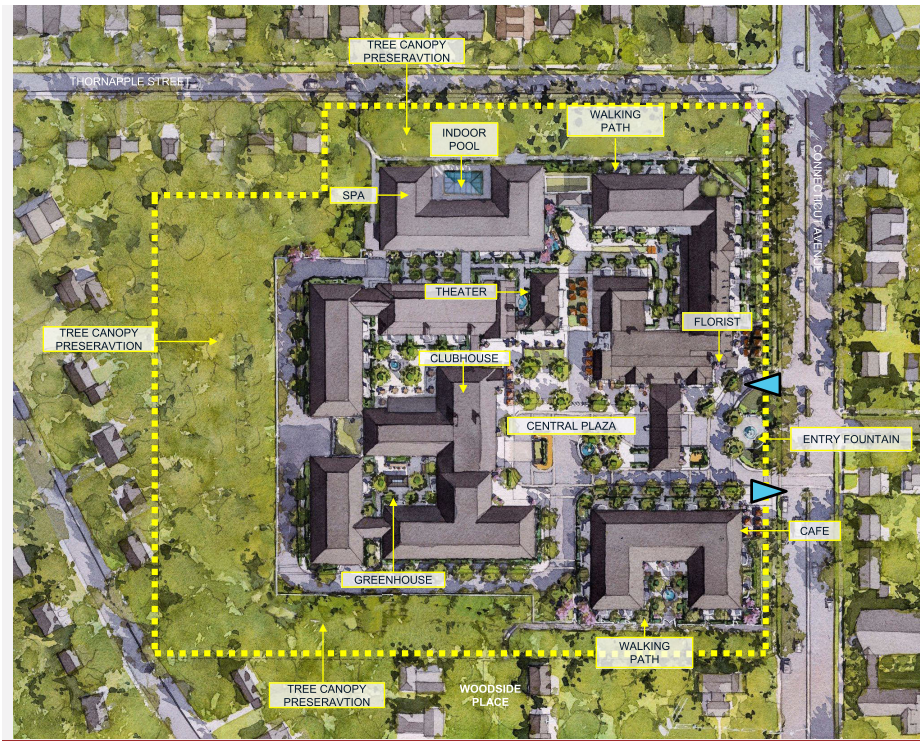 TREE CANOPY
PRESERAVTION
THORNAPPLE STREET
WALKING
PATH
INDOOR
POOL
SPA
CONNECTICUT AVENUE
THEATER
FLORIST
TREE CANOPY
PRESERAVTION
CLUBHOUSE
CENTRAL PLAZA
ENTRY FOUNTAIN
CAFE
GREENHOUSE
WALKING
PATH
TREE CANOPY
PRESERAVTION
WOODSIDE
PLACE